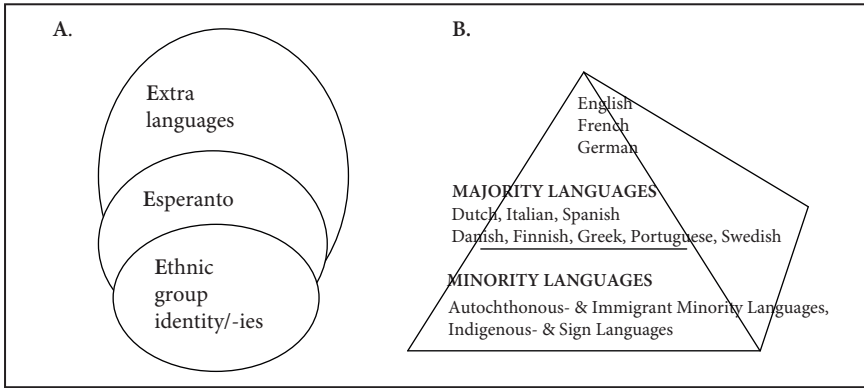 A.
Extra
languages
Esperanto
Ethnic
group
identity/-ies
B.
English
French
German
MAJORITY LANGUAGES
Dutch, Italian, Spanish
Danish, Finnish, Greek, Portuguese, Swedish
MINORITY LANGUAGES
Autochthonous- & Immigrant Minority Languages,
Indigenous- & Sign Languages